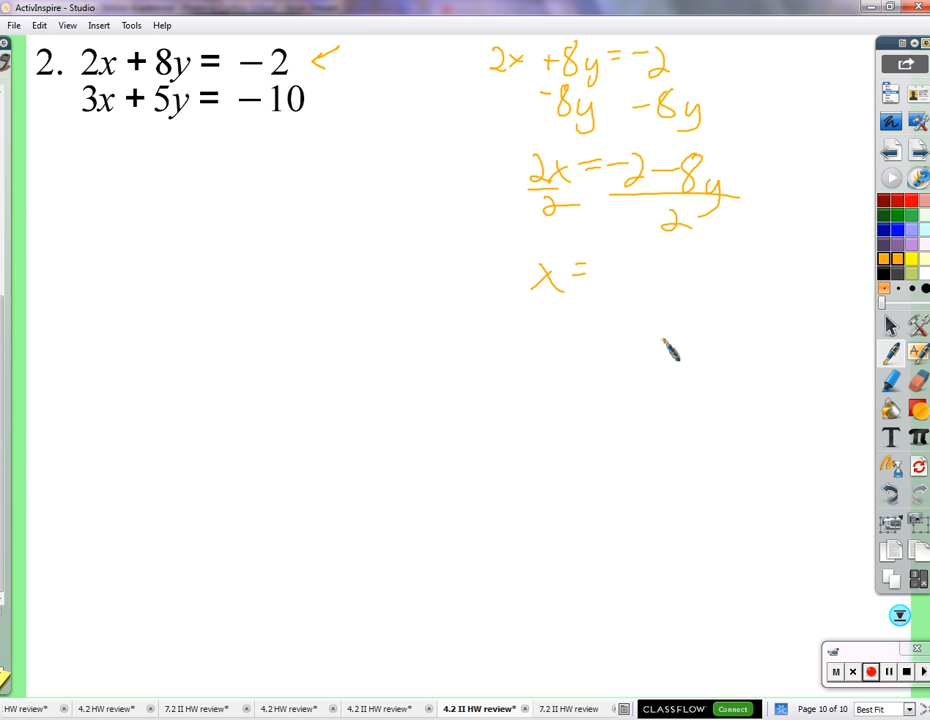 ActivInspire - Studio
File Edit View Insert Tools Help
2. 2x + 8y = −2
3x + 5y = −10
2x +8y = -2
-8y -8y
2x = -2 - 8y
2 2
x =
M
HW review* 4.2 HW review* 7.2 II HW review* 4.2 HW review* 4.2 II HW review* 4.2 II HW review* 7.2 II HW review CLASSFLOW Connect Page 10 of 10 Best Fit